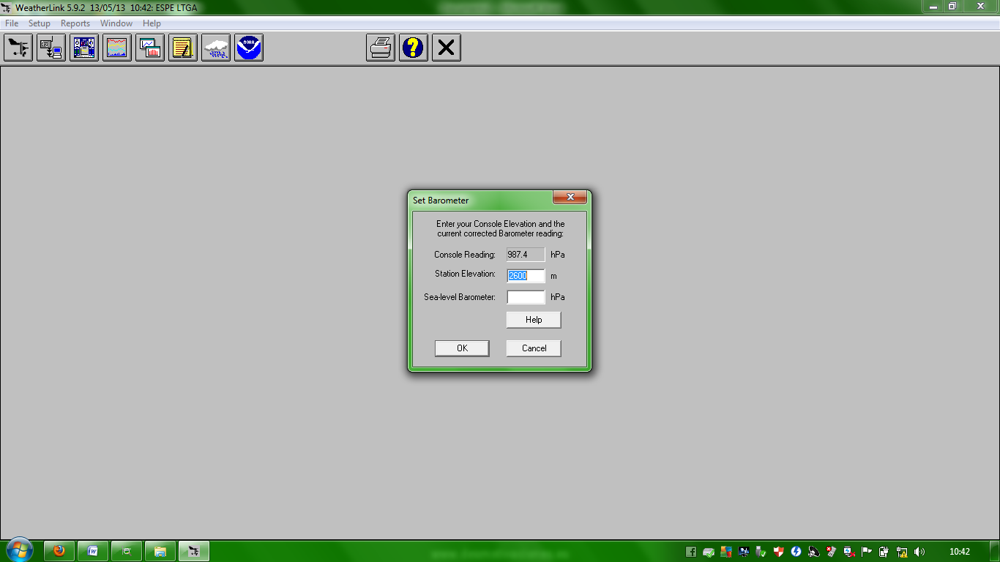 WeatherLink 5.9.2  13/05/13  10:42: ESPE LTGA
File Setup Reports Window Help
NOAA
Set Barometer
Enter your Console Elevation and the
current corrected Barometer reading:
Console Reading: 987.4 hPa
Station Elevation: 2600 m
Sea-level Barometer: hPa
Help
OK Cancel
10:42